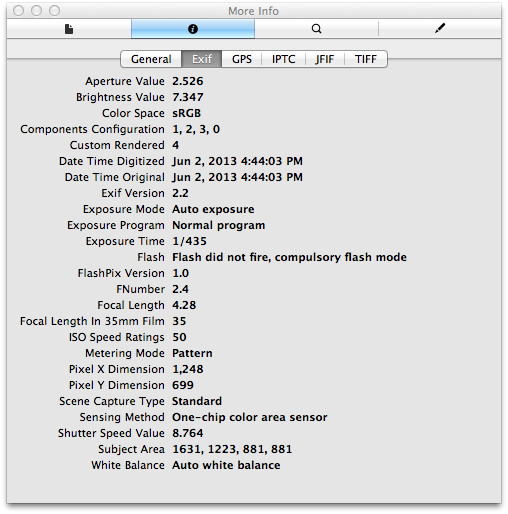 More Info
General Exif GPS IPTC JFIF TIFF
Aperture Value 2.526
Brightness Value 7.347
Color Space sRGB
Components Configuration 1, 2, 3, 0
Custom Rendered 4
Date Time Digitized Jun 2, 2013 4:44:03 PM
Date Time Original Jun 2, 2013 4:44:03 PM
Exif Version 2.2
Exposure Mode Auto exposure
Exposure Program Normal program
Exposure Time 1/435
Flash Flash did not fire, compulsory flash mode
FlashPix Version 1.0
FNumber 2.4
Focal Length 4.28
Focal Length In 35mm Film 35
ISO Speed Ratings 50
Metering Mode Pattern
Pixel X Dimension 1,248
Pixel Y Dimension 699
Scene Capture Type Standard
Sensing Method One-chip color area sensor
Shutter Speed Value 8.764
Subject Area 1631, 1223, 881, 881
White Balance Auto white balance